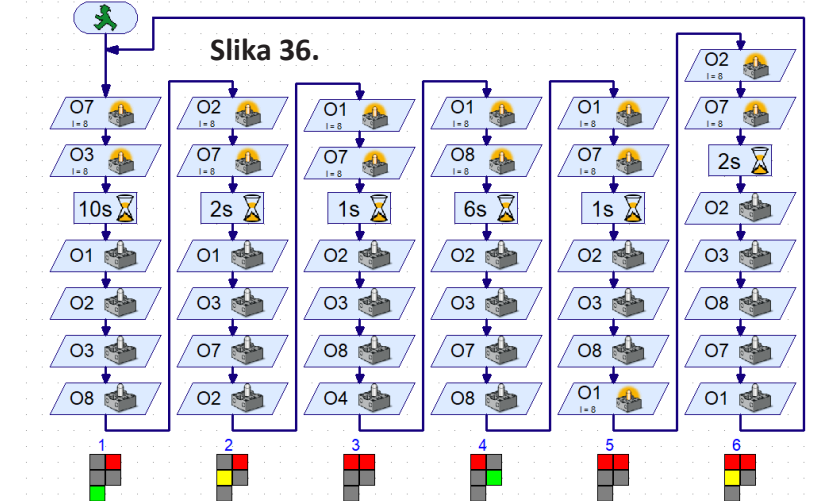 Slika 36.
O7
I = 8
O3
I = 8
10s
O1
O2
O3
O8
1
O2
I = 8
O7
I = 8
2s
O1
O3
O7
O2
2
O1
I = 8
O7
I = 8
1s
O2
O3
O8
O4
3
O1
I = 8
O8
I = 8
6s
O2
O3
O7
O8
4
O1
I = 8
O7
I = 8
1s
O2
O3
O8
O1
I = 8
5
O2
I = 8
O7
I = 8
2s
O2
O3
O8
O7
O1
6